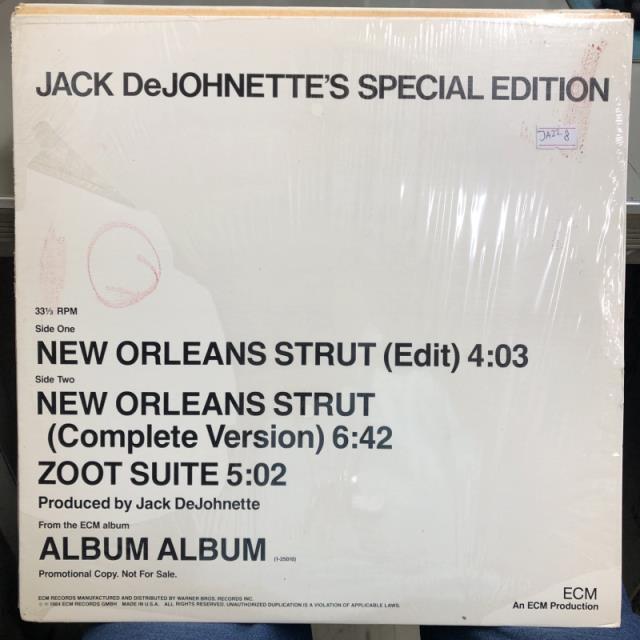 JACK DeJOHNETTE'S SPECIAL EDITION
JAZZ 8
33⅓ RPM
Side One
NEW ORLEANS STRUT (Edit) 4:03
Side Two
NEW ORLEANS STRUT
(Complete Version) 6:42
ZOOT SUITE 5:02
Produced by Jack DeJohnette
From the ECM album
ALBUM ALBUM (1-25010)
Promotional Copy. Not For Sale.
ECM RECORDS MANUFACTURED AND DISTRIBUTED BY WARNER BROS. RECORDS INC.
1984 ECM RECORDS GMBH MADE IN U.S.A. ALL RIGHTS RESERVED. UNAUTHORIZED DUPLICATION IS A VIOLATION OF APPLICABLE LAWS.
ECM
An ECM Production